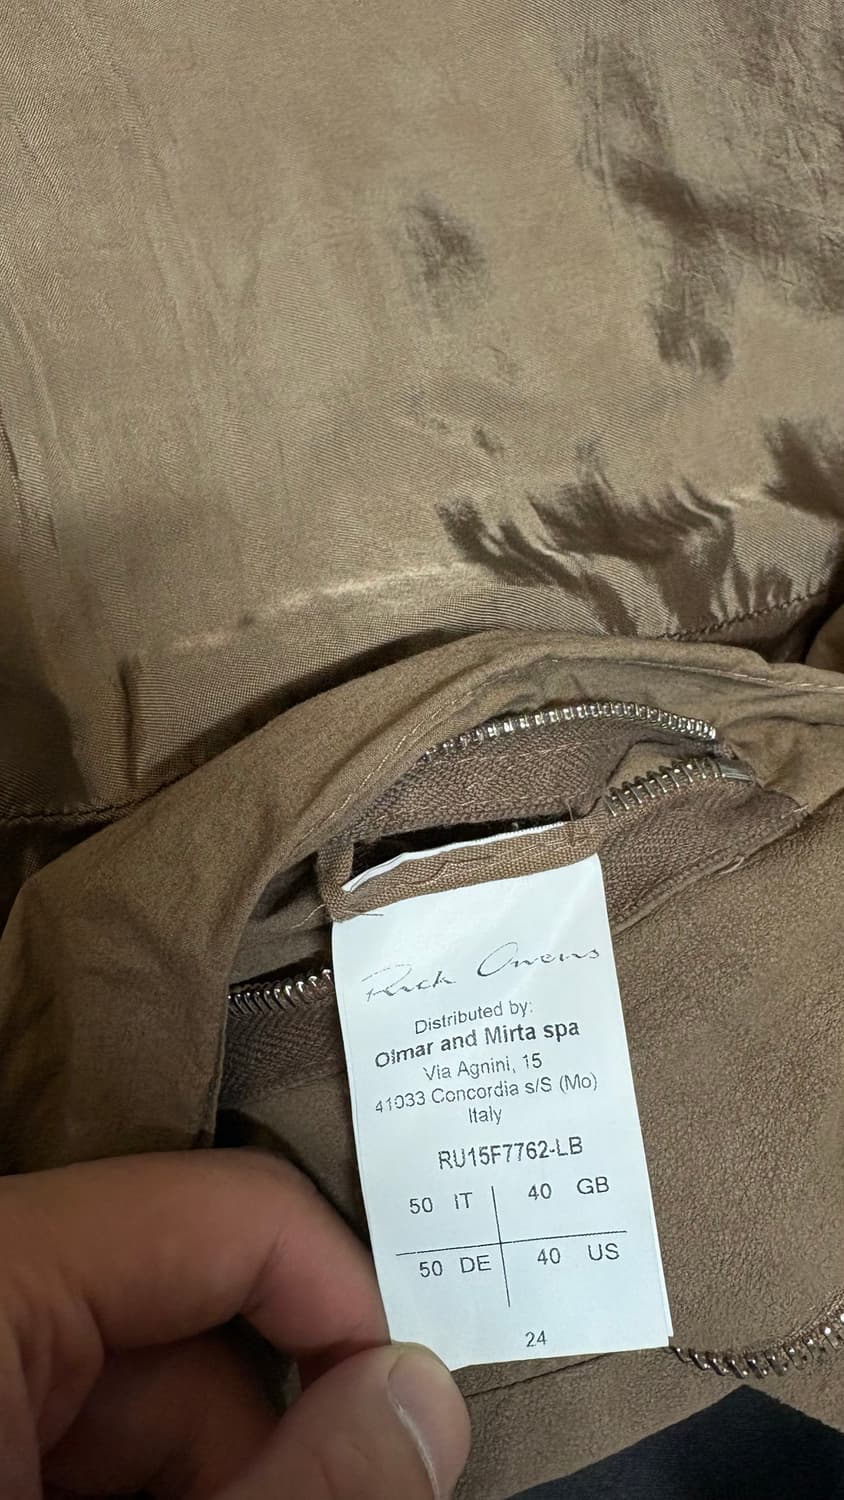 Rick Owens
Distributed by:
Olmar and Mirta spa
Via Agnini, 15
41033 Concordia s/S (Mo)
Italy
RU15F7762-LB
50 IT 40 GB
50 DE 40 US
24